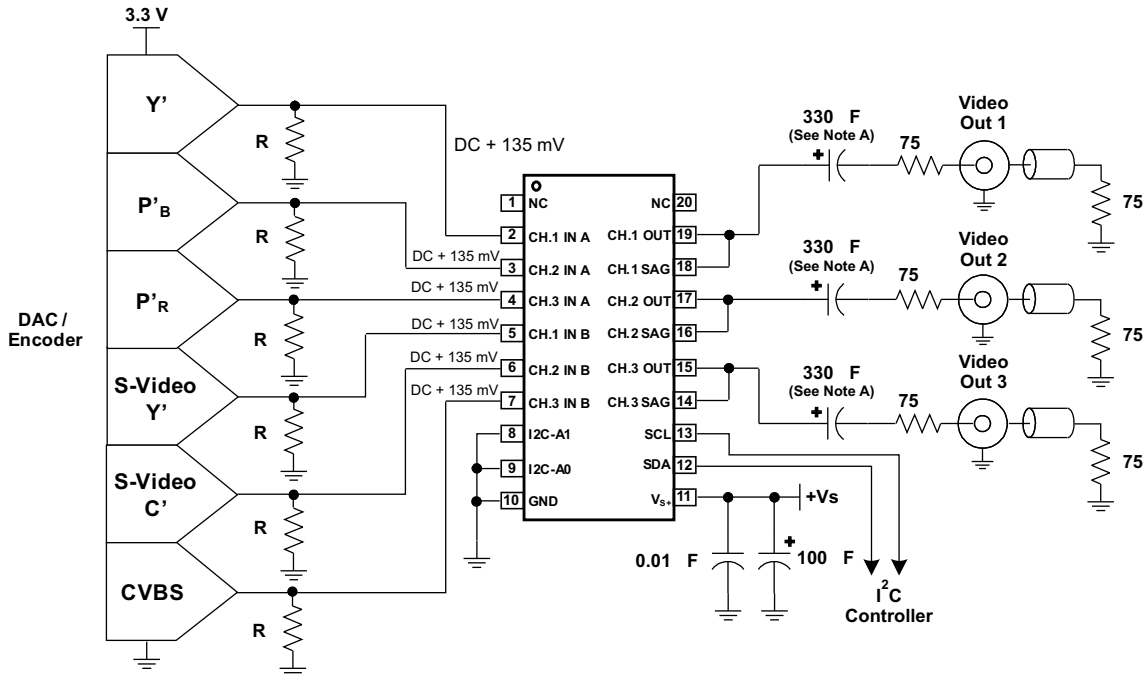 3.3 V
DAC /
Encoder
Y'
P'B
P'R
S-Video
Y'
S-Video
C'
CVBS
R
R
R
R
R
R
DC + 135 mV
DC + 135 mV
DC + 135 mV
DC + 135 mV
DC + 135 mV
DC + 135 mV
1 NC
2 CH.1 IN A
3 CH.2 IN A
4 CH.3 IN A
5 CH.1 IN B
6 CH.2 IN B
7 CH.3 IN B
8 I2C-A1
9 I2C-A0
10 GND
NC 20
CH.1 OUT 19
CH.1 SAG 18
CH.2 OUT 17
CH.2 SAG 16
CH.3 OUT 15
CH.3 SAG 14
SCL 13
SDA 12
VS+ 11
330 F
(See Note A)
+
75
Video
Out 1
75
330 F
(See Note A)
+
75
Video
Out 2
75
330 F
(See Note A)
+
75
Video
Out 3
75
+Vs
0.01 F
+
100 F
I2C
Controller